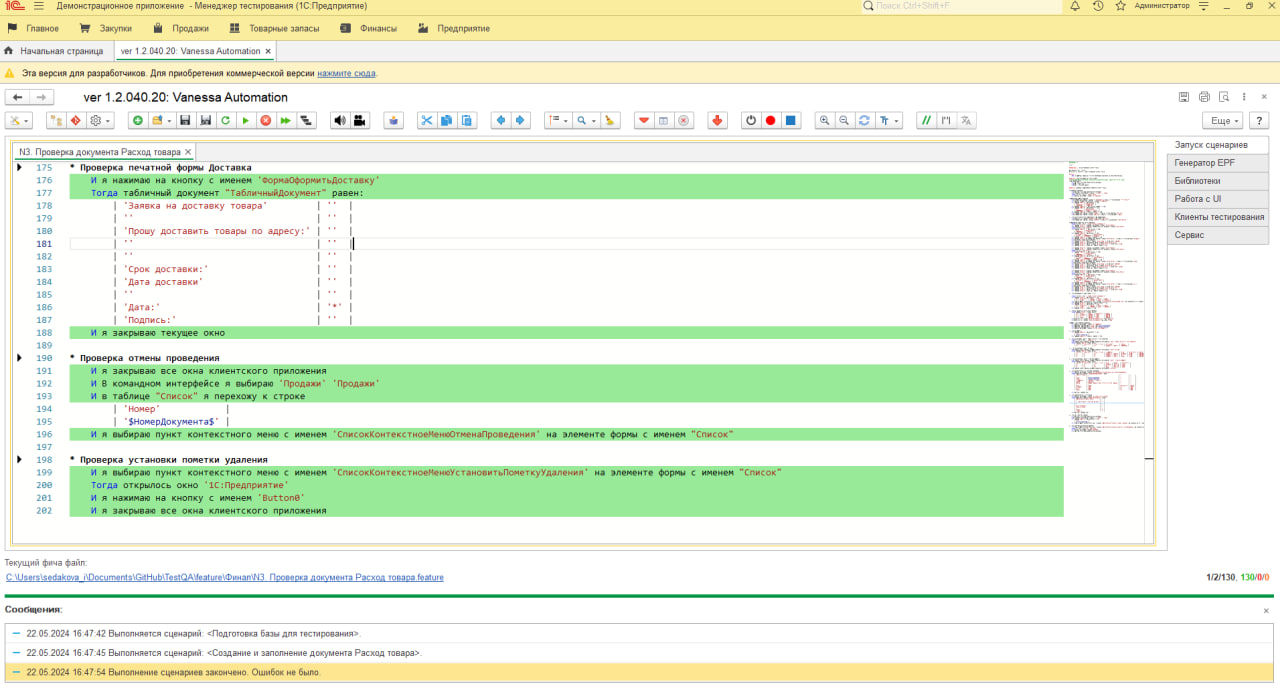 Демонстрационное приложение - Менеджер тестирования (1С:Предприятие)
Поиск Ctrl+Shift+F
Администратор
Главное Закупки Продажи Товарные запасы Финансы Предприятие
Начальная страница ver 1.2.040.20: Vanessa Automation ×
Эта версия для разработчиков. Для приобретения коммерческой версии нажмите сюда.
ver 1.2.040.20: Vanessa Automation
Еще ?
N3. Проверка документа Расход товара ×
175 * Проверка печатной формы Доставка
176 И я нажимаю на кнопку с именем 'ФормаОформитьДоставку'
177 Тогда табличный документ "ТабличныйДокумент" равен:
178 | 'Заявка на доставку товара' | '' |
179 | '' | '' |
180 | 'Прошу доставить товары по адресу:' | '' |
181 | '' | '' |
182 | '' | '' |
183 | 'Срок доставки:' | '' |
184 | 'Дата доставки' | '' |
185 | '' | '' |
186 | 'Дата:' | '*' |
187 | 'Подпись:' | '' |
188 И я закрываю текущее окно
189
190 * Проверка отмены проведения
191 И я закрываю все окна клиентского приложения
192 И В командном интерфейсе я выбираю 'Продажи' 'Продажи'
193 И в таблице "Список" я перехожу к строке
194 | 'Номер' |
195 | '$НомерДокумента$' |
196 И я выбираю пункт контекстного меню с именем 'СписокКонтекстноеМенюОтменаПроведения' на элементе формы с именем "Список"
197
198 * Проверка установки пометки удаления
199 И я выбираю пункт контекстного меню с именем 'СписокКонтекстноеМенюУстановитьПометкуУдаления' на элементе формы с именем "Список"
200 Тогда открылось окно '1С:Предприятие'
201 И я нажимаю на кнопку с именем 'Button0'
202 И я закрываю все окна клиентского приложения
Запуск сценариев
Генератор EPF
Библиотеки
Работа с UI
Клиенты тестирования
Сервис
Текущий фича файл:
C:\Users\sedakova_i\Documents\GitHub\TestQA\feature\Финал\N3. Проверка документа Расход товара.feature
1/2/130, 130/0/0
Сообщения:
22.05.2024 16:47:42 Выполняется сценарий: <Подготовка базы для тестирования>.
22.05.2024 16:47:45 Выполняется сценарий: <Создание и заполнение документа Расход товара>.
22.05.2024 16:47:54 Выполнение сценариев закончено. Ошибок не было.